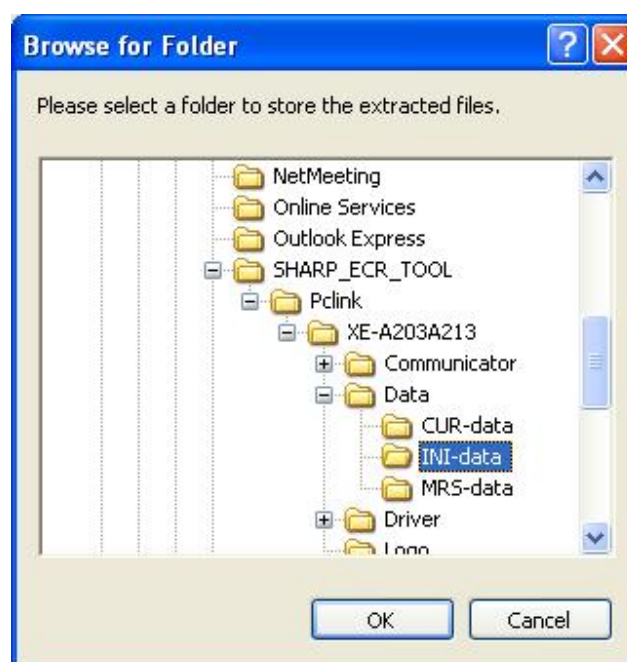 Browse for Folder
Please select a folder to store the extracted files.
NetMeeting
Online Services
Outlook Express
SHARP_ECR_TOOL
Pclink
XE-A203A213
Communicator
Data
CUR-data
INI-data
MRS-data
Driver
Logo
OK Cancel